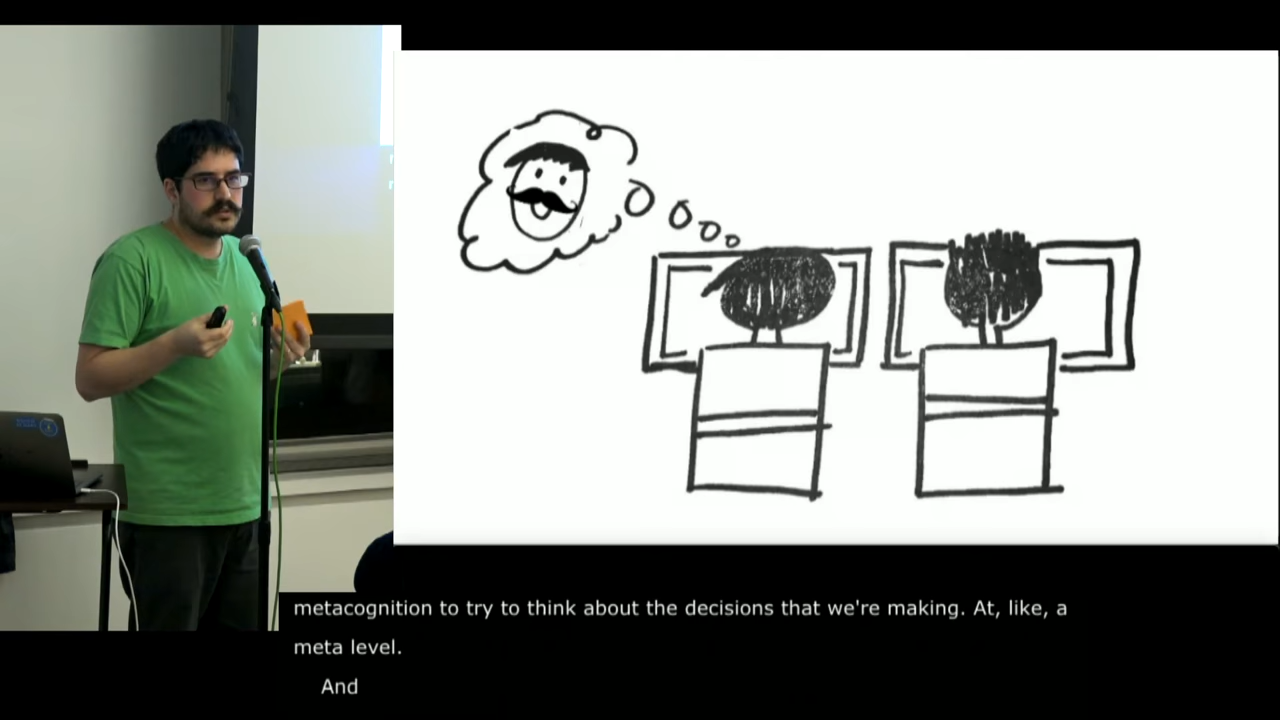 metacognition to try to think about the decisions that we're making. At, like, a
meta level.
And